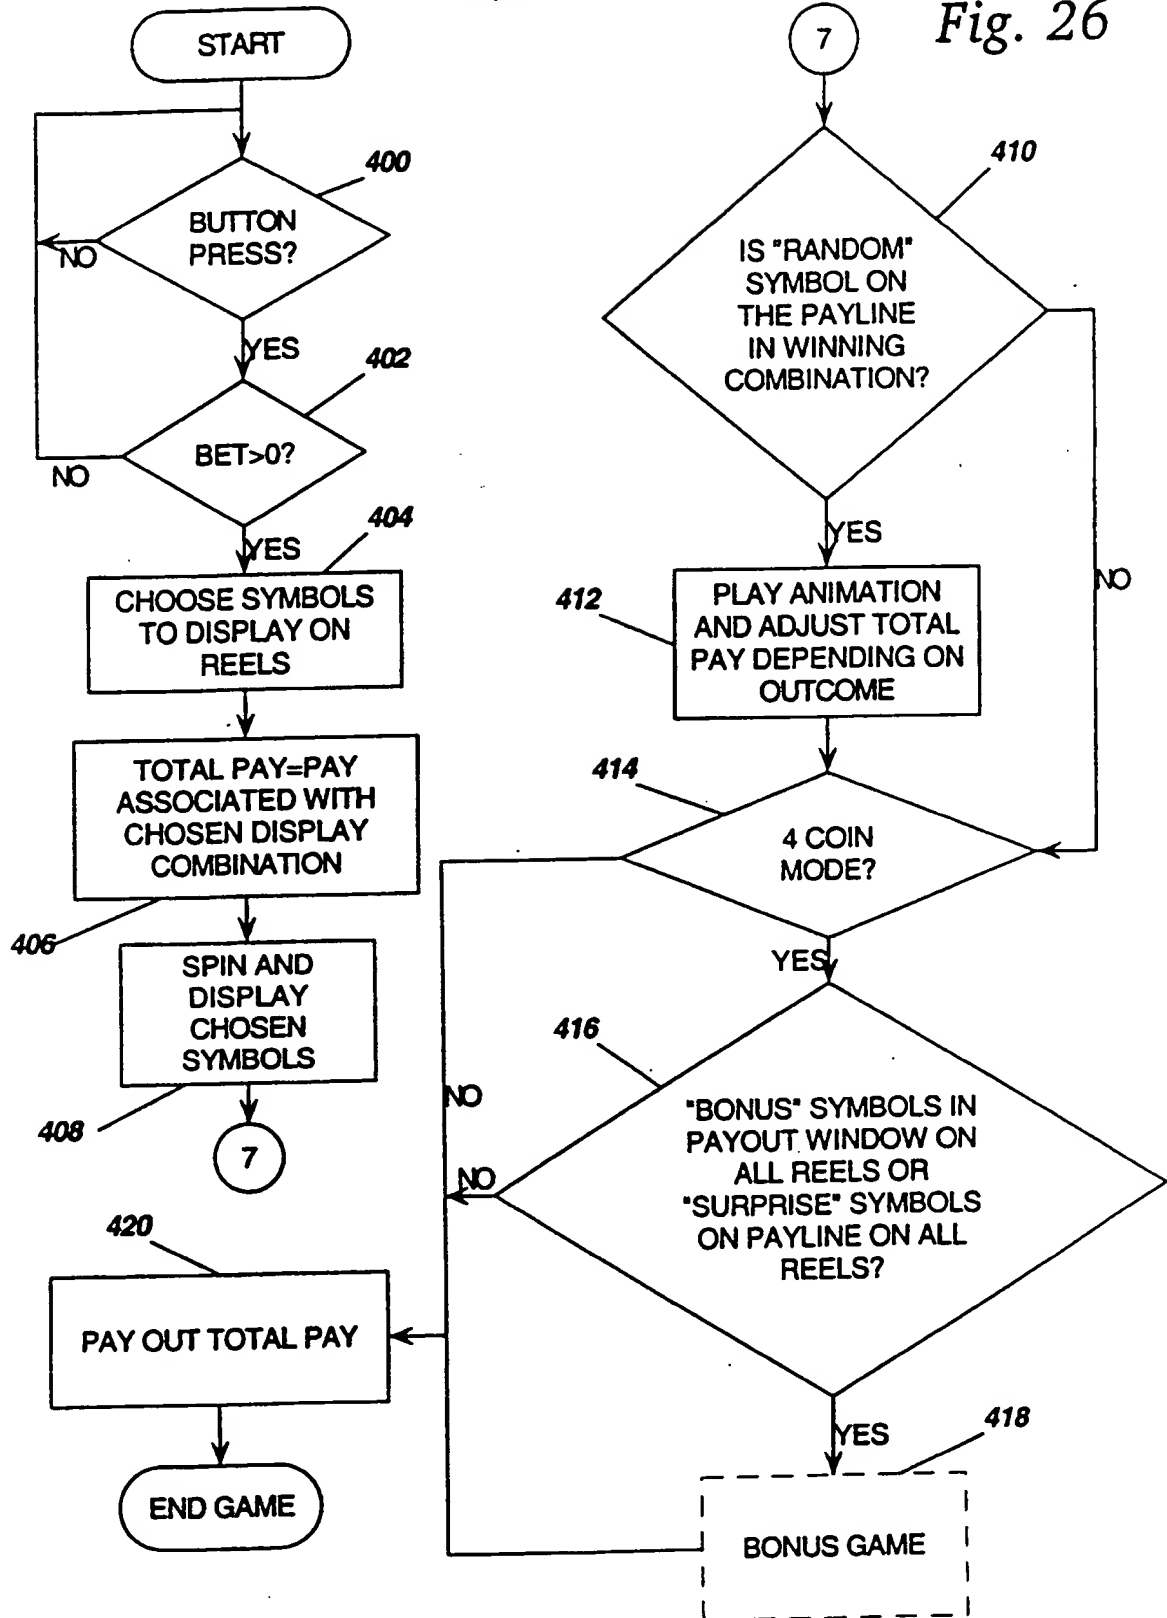 Fig. 26
START
400
BUTTON
PRESS?
NO
YES
402
BET>0?
NO
YES
404
CHOOSE SYMBOLS
TO DISPLAY ON
REELS
TOTAL PAY=PAY
ASSOCIATED WITH
CHOSEN DISPLAY
COMBINATION
406
SPIN AND
DISPLAY
CHOSEN
SYMBOLS
408
7
7
410
IS "RANDOM"
SYMBOL ON
THE PAYLINE
IN WINNING
COMBINATION?
YES
NO
412
PLAY ANIMATION
AND ADJUST TOTAL
PAY DEPENDING ON
OUTCOME
414
4 COIN
MODE?
YES
NO
416
"BONUS" SYMBOLS IN
PAYOUT WINDOW ON
ALL REELS OR
"SURPRISE" SYMBOLS
ON PAYLINE ON ALL
REELS?
NO
YES
418
BONUS GAME
420
PAY OUT TOTAL PAY
END GAME